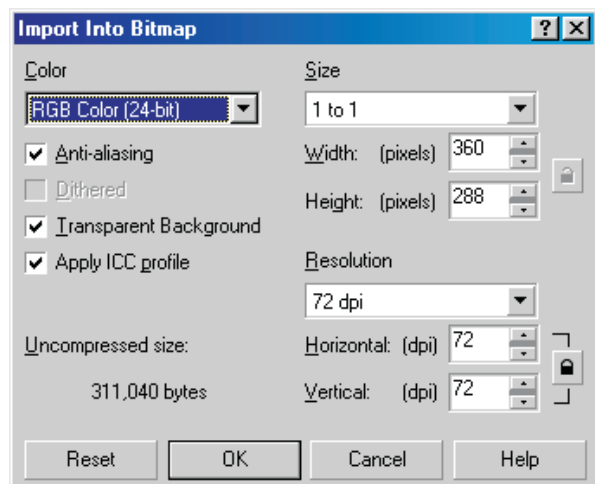 Import Into Bitmap
Color
RGB Color (24-bit)
Anti-aliasing
Dithered
Transparent Background
Apply ICC profile
Uncompressed size:
311,040 bytes
Size
1 to 1
Width: (pixels) 360
Height: (pixels) 288
Resolution
72 dpi
Horizontal: (dpi) 72
Vertical: (dpi) 72
Reset OK Cancel Help